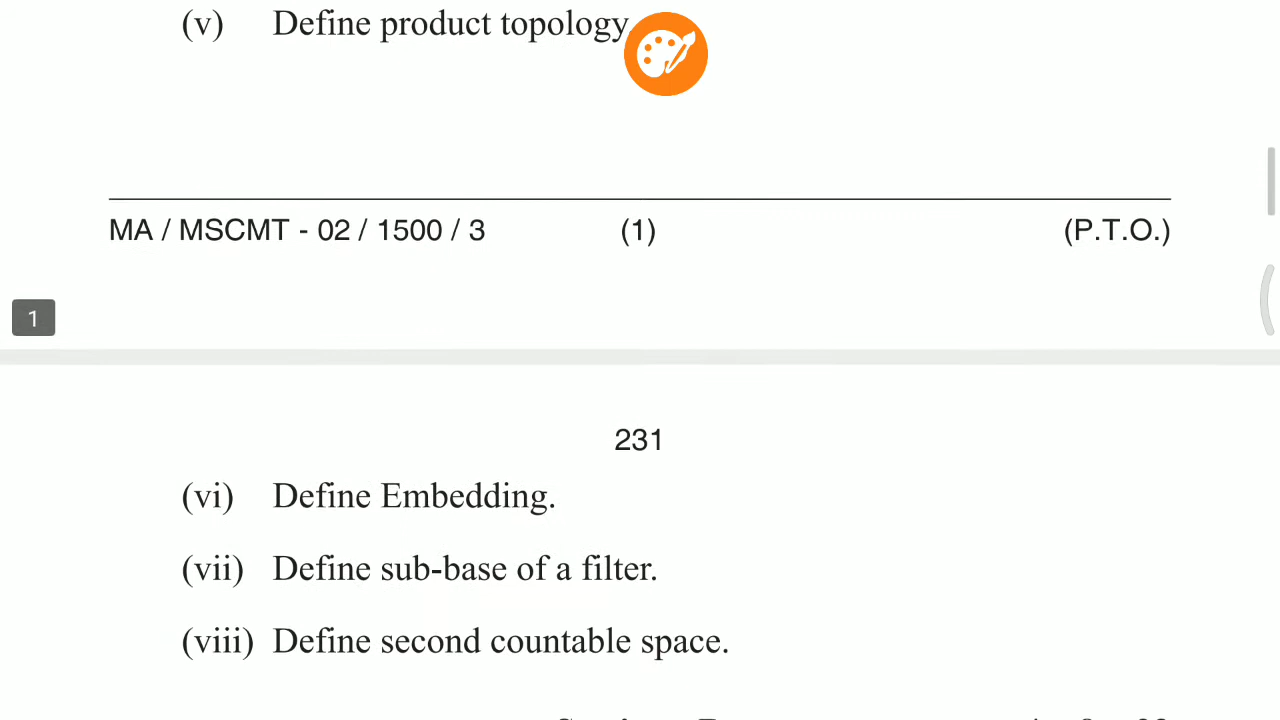 (v) Define product topology
MA / MSCMT - 02 / 1500 / 3 (1) (P.T.O.)
1
231
(vi) Define Embedding.
(vii) Define sub-base of a filter.
(viii) Define second countable space.